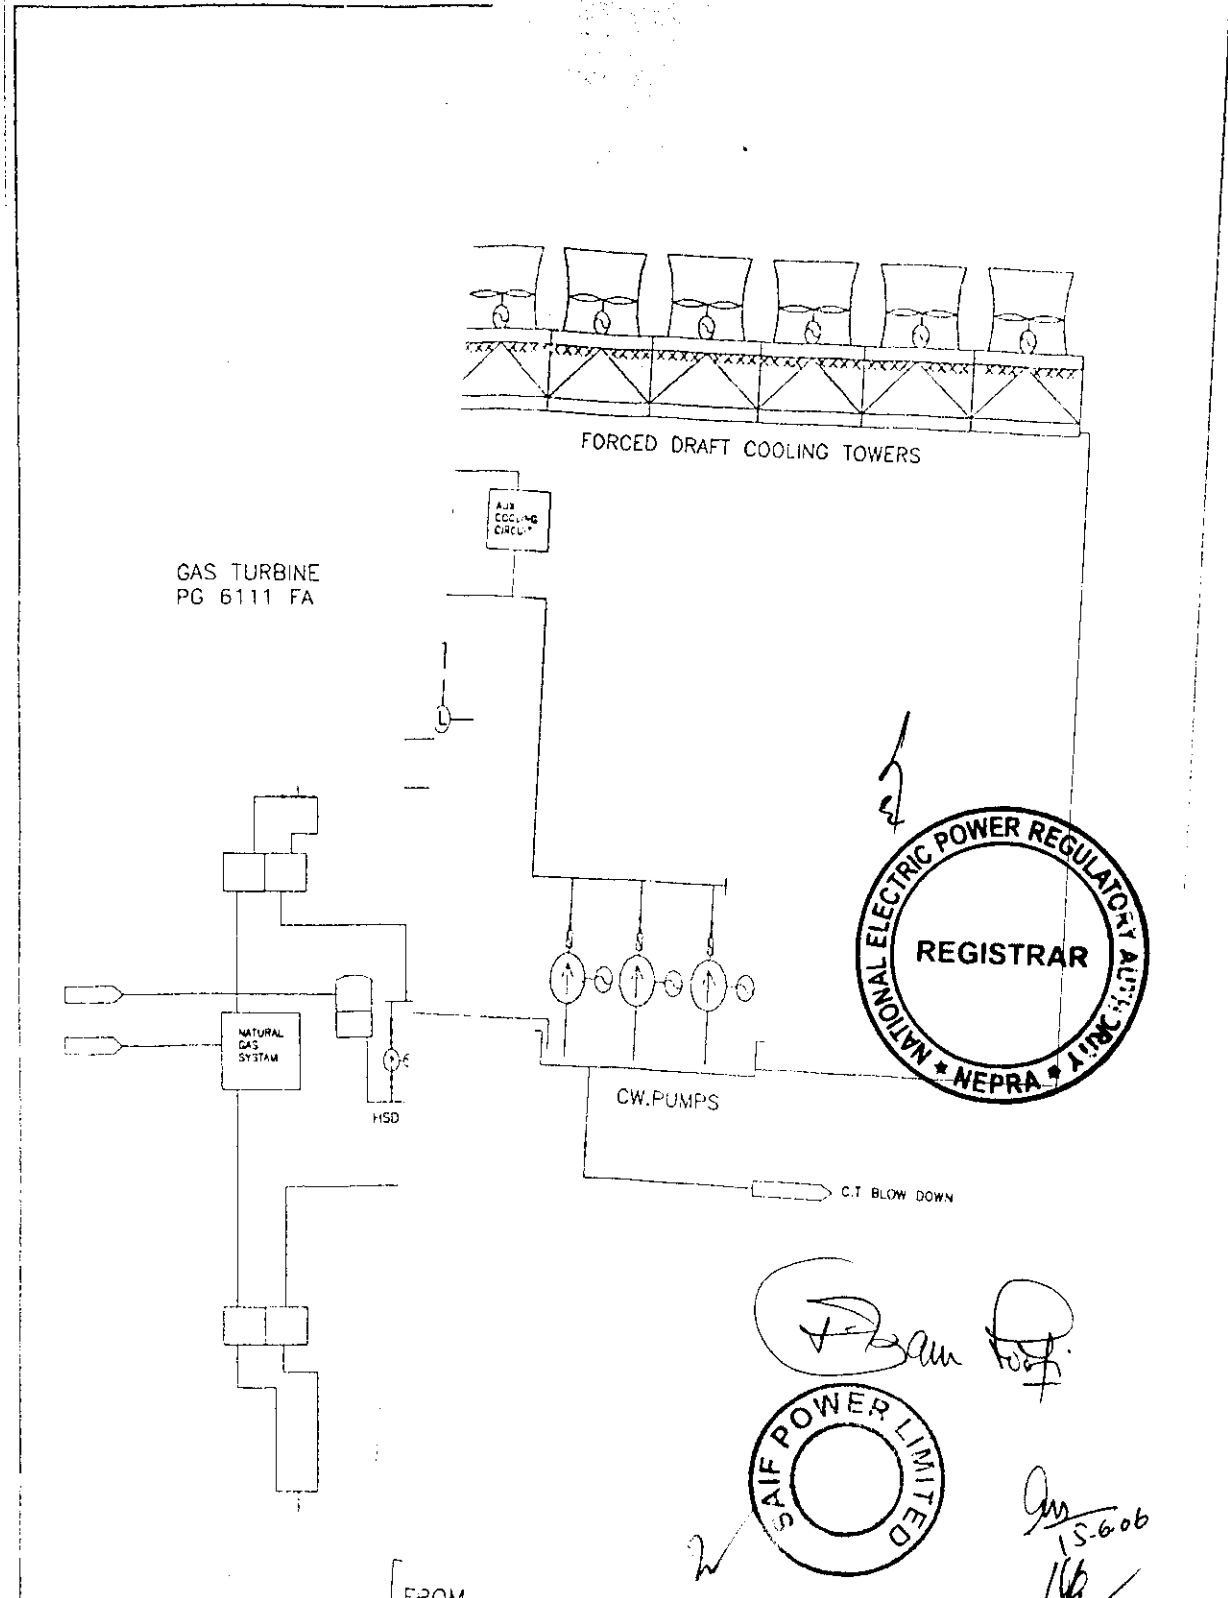 FORCED DRAFT COOLING TOWERS
AUX
COOLING
CIRCUIT
GAS TURBINE
PG 6111 FA
L
NATIONAL ELECTRIC POWER REGULATORY AUTHORITY
REGISTRAR
★ NEPRA ★
NATURAL
GAS
SYSTAM
HSD
CW.PUMPS
C.T BLOW DOWN
SAIF POWER LIMITED
15-6-06
FROM